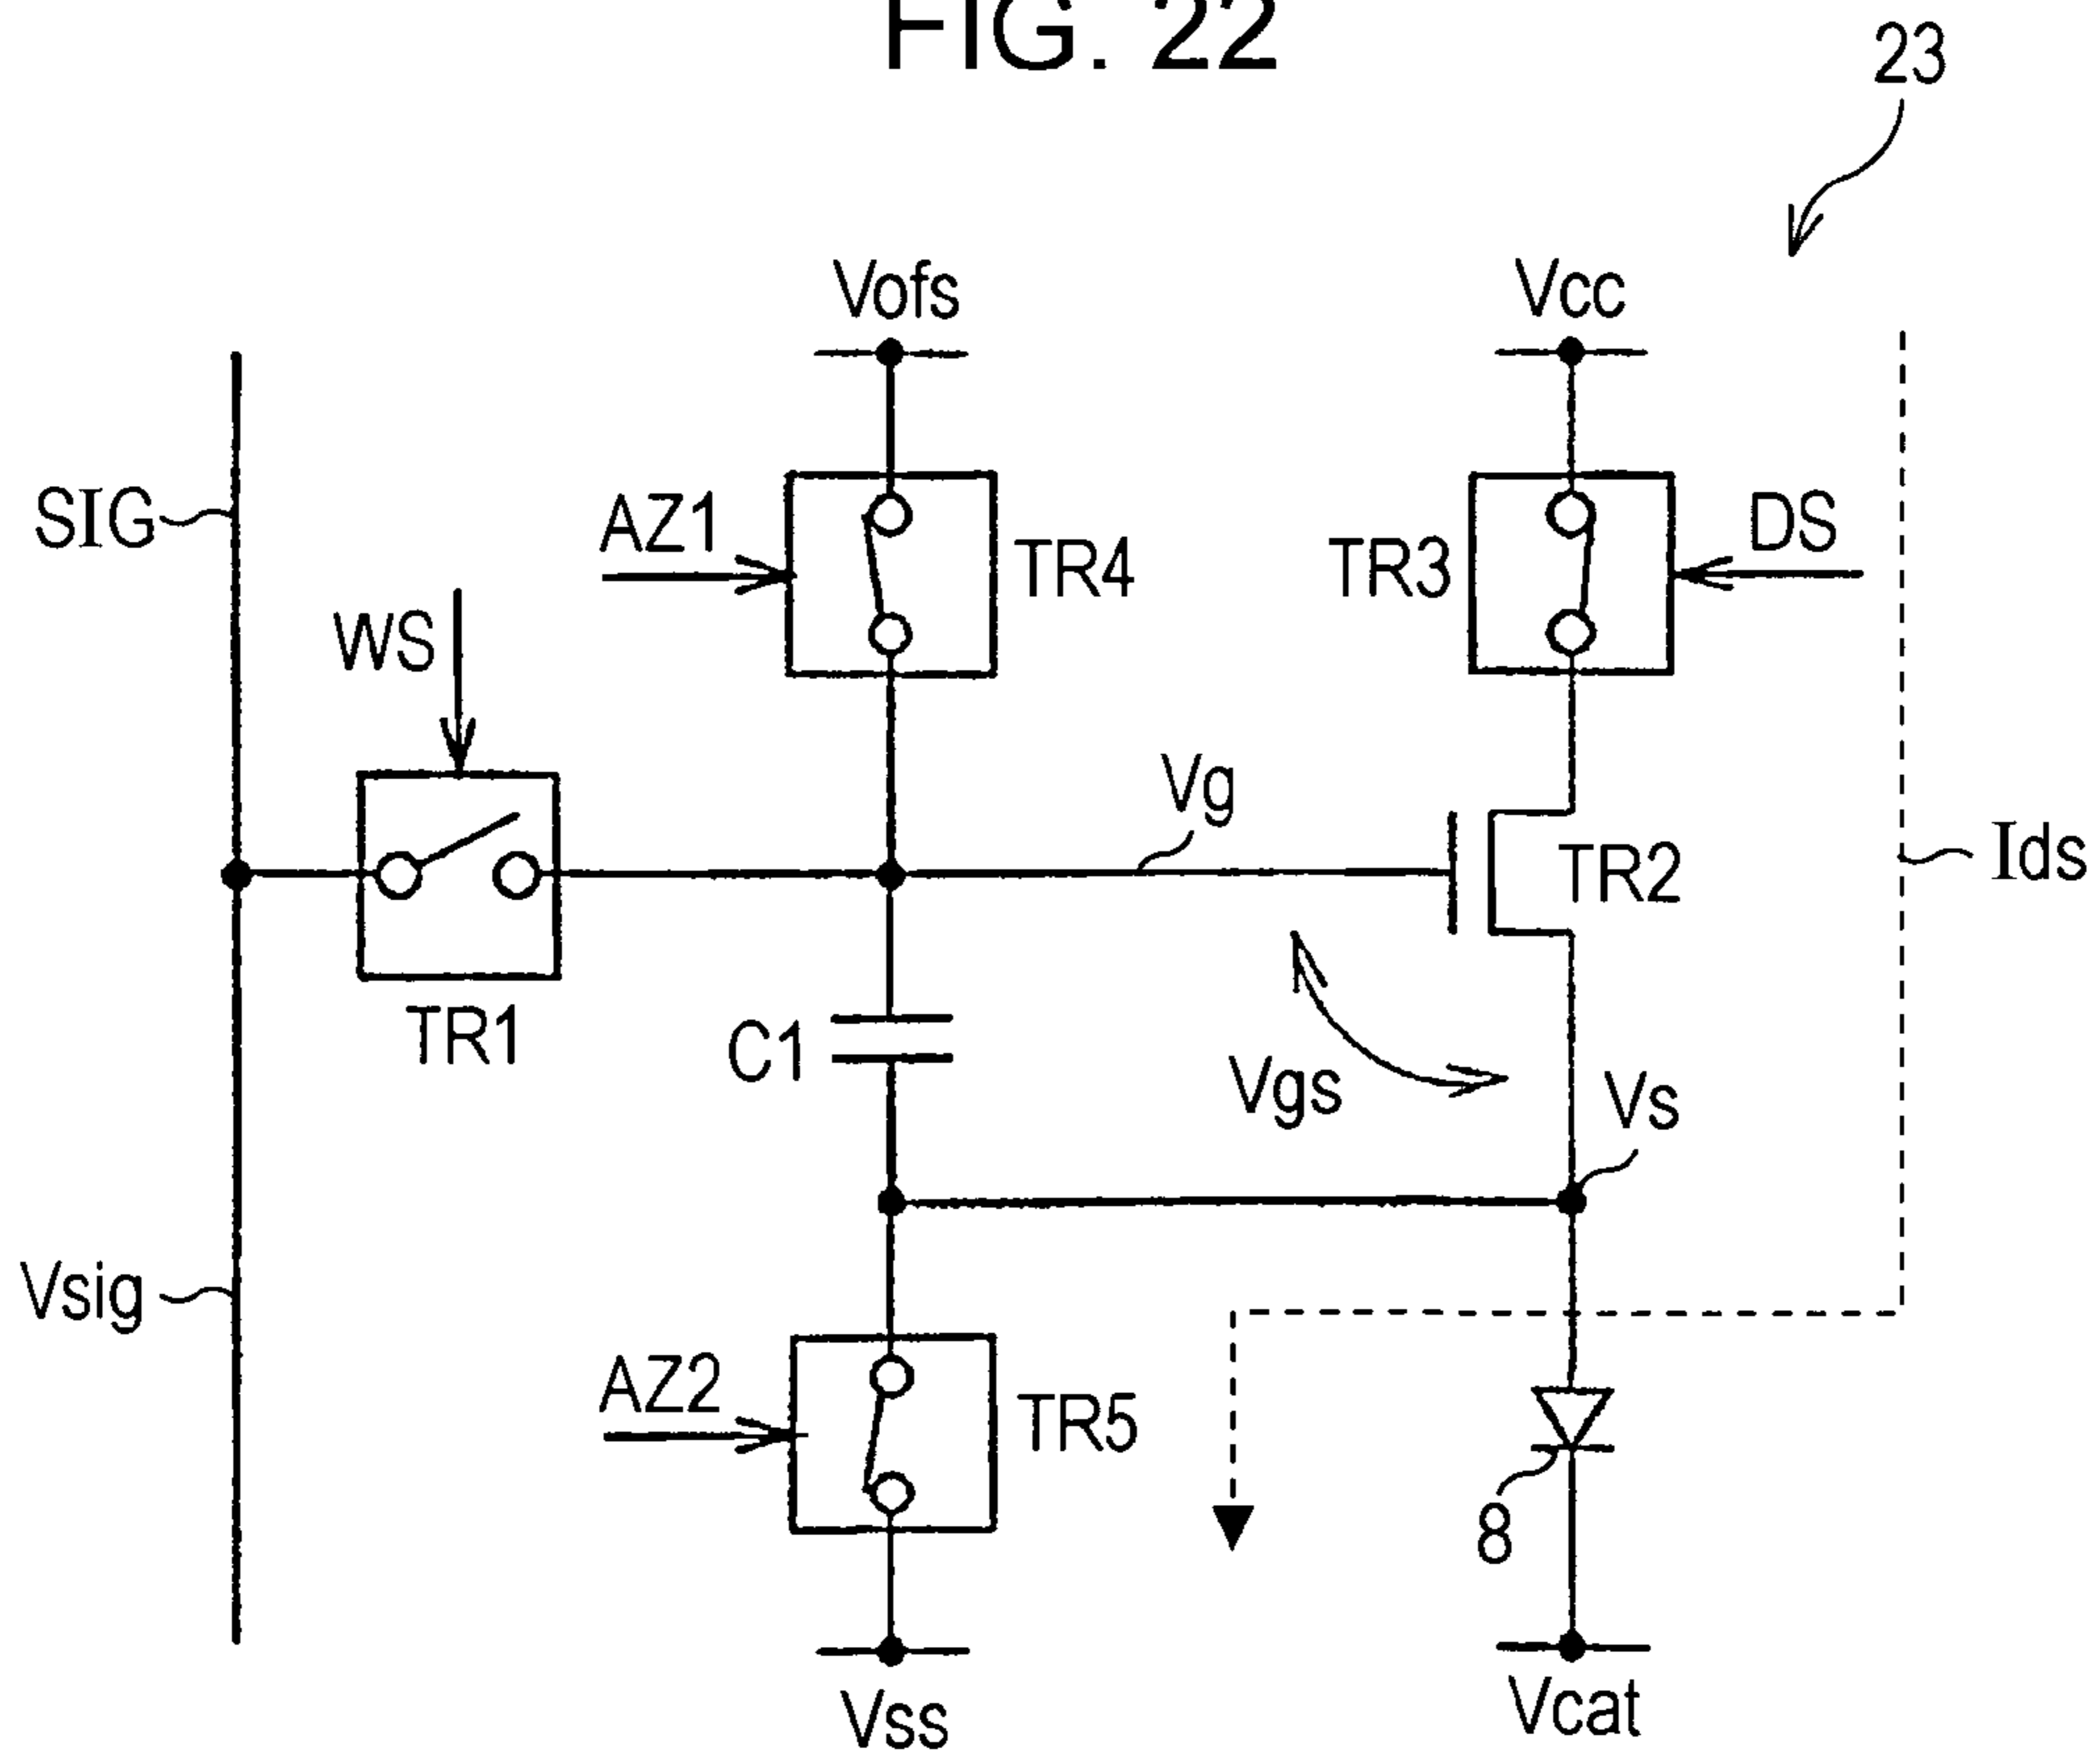 FIG. 22
23
Vofs
Vcc
SIG
AZ1
TR4
TR3
DS
WS
Vg
TR2
Ids
TR1
C1
Vgs
Vs
Vsig
AZ2
TR5
8
Vss
Vcat